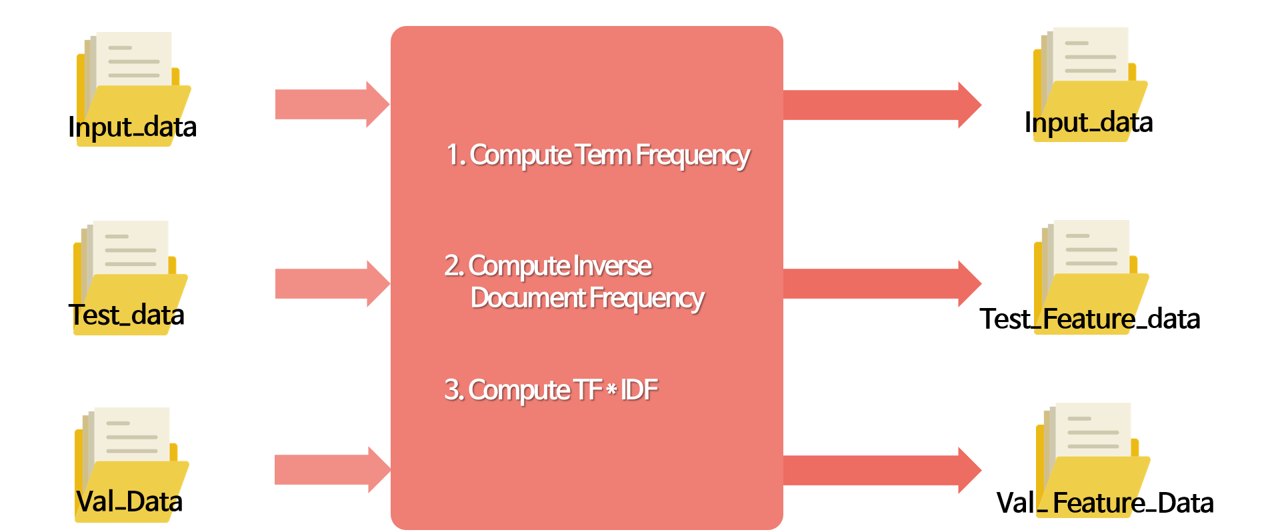 Input_data
Test_data
Val_Data
1. Compute Term Frequency
2. Compute Inverse
Document Frequency
3. Compute TF * IDF
Input_data
Test_Feature_data
Val_ Feature_Data